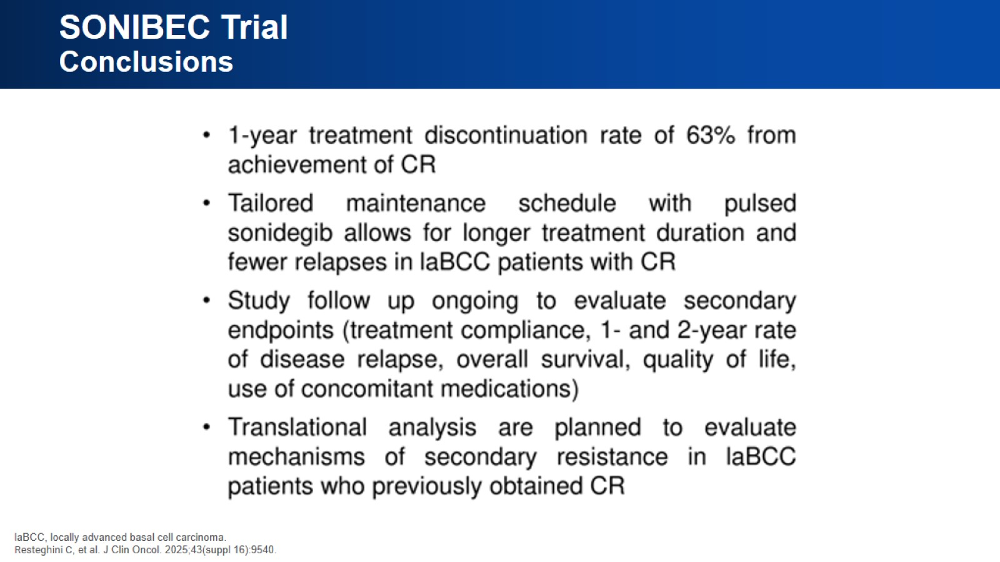 SONIBEC Trial
Conclusions
• 1-year treatment discontinuation rate of 63% from
achievement of CR
• Tailored maintenance schedule with pulsed
sonidegib allows for longer treatment duration and
fewer relapses in laBCC patients with CR
• Study follow up ongoing to evaluate secondary
endpoints (treatment compliance, 1- and 2-year rate
of disease relapse, overall survival, quality of life,
use of concomitant medications)
• Translational analysis are planned to evaluate
mechanisms of secondary resistance in laBCC
patients who previously obtained CR
laBCC, locally advanced basal cell carcinoma.
Resteghini C, et al. J Clin Oncol. 2025;43(suppl 16):9540.